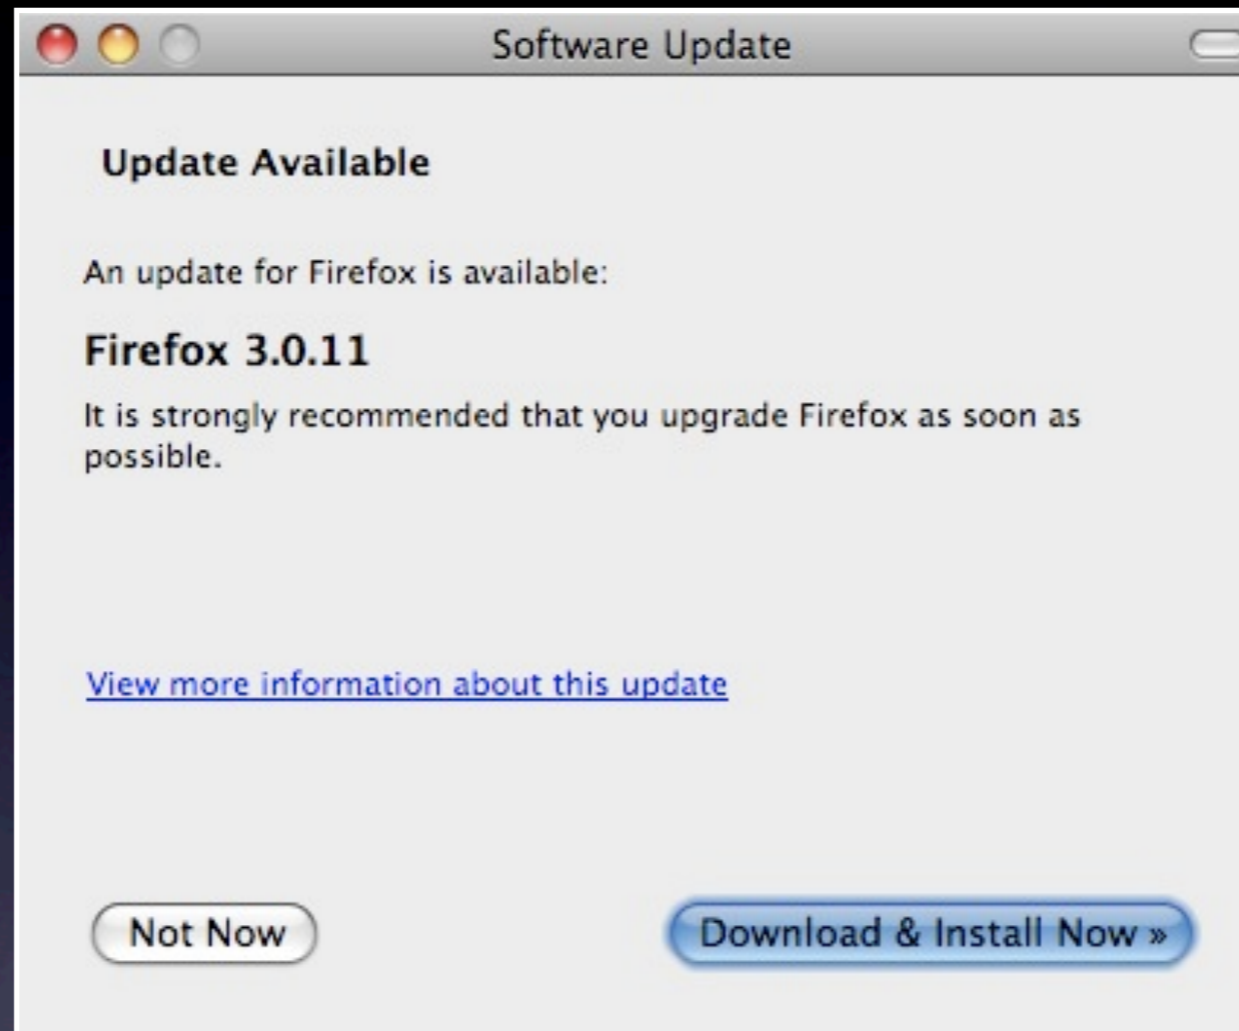 Software Update
Update Available
An update for Firefox is available:
Firefox 3.0.11
It is strongly recommended that you upgrade Firefox as soon as
possible.
View more information about this update
Not Now
Download & Install Now »